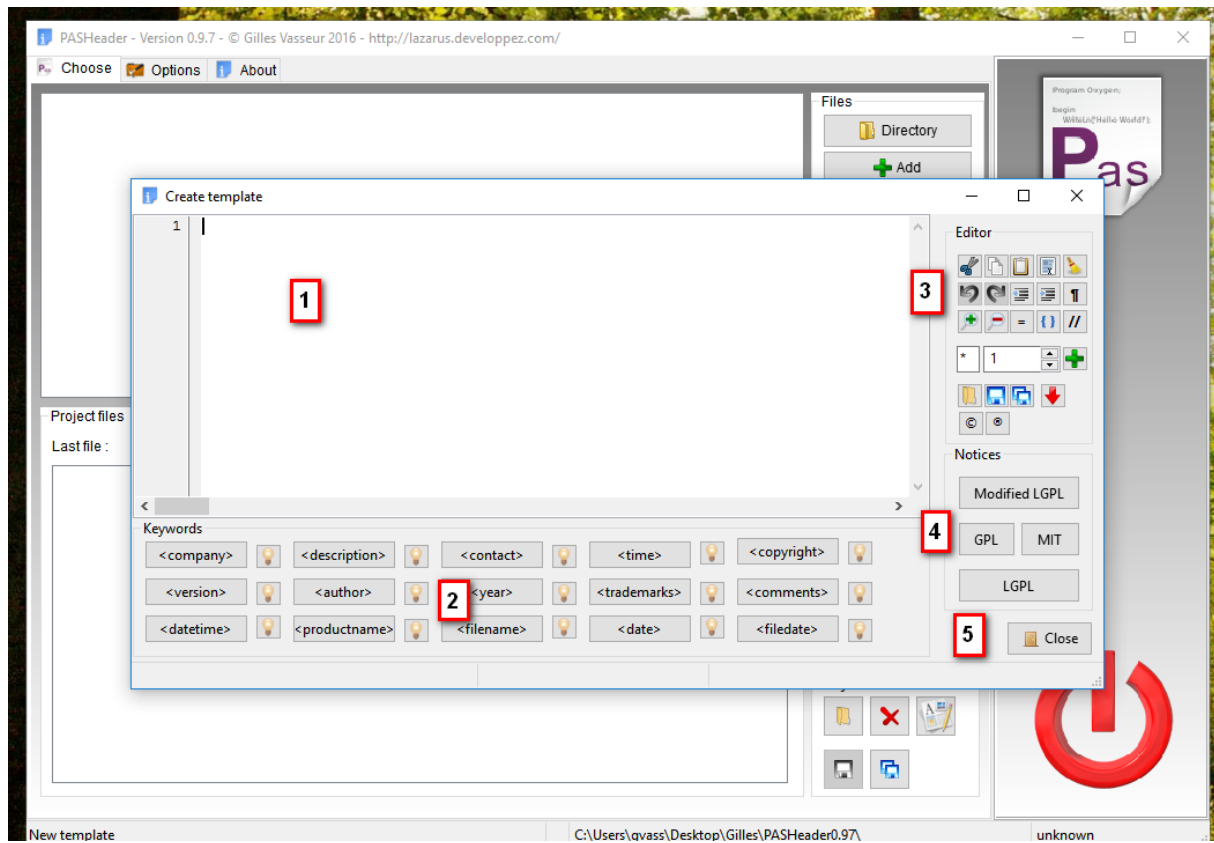 PASHeader - Version 0.9.7 - © Gilles Vasseur 2016 - http://lazarus.developpez.com/
Choose Options About
Program Oxygen;
begin
WriteLn('Hello World!');
Pas
Files
Directory
Add
Create template
1
1
Editor
3
= { } //
* 1
© ®
Notices
Modified LGPL
4
GPL MIT
LGPL
5
Close
Keywords
<company> <description> <contact> <time> <copyright>
<version> <author> 2 <year> <trademarks> <comments>
<datetime> <productname> <filename> <date> <filedate>
Project files
Last file :
New template C:\Users\gvass\Desktop\Gilles\PASHeader0.97\ unknown